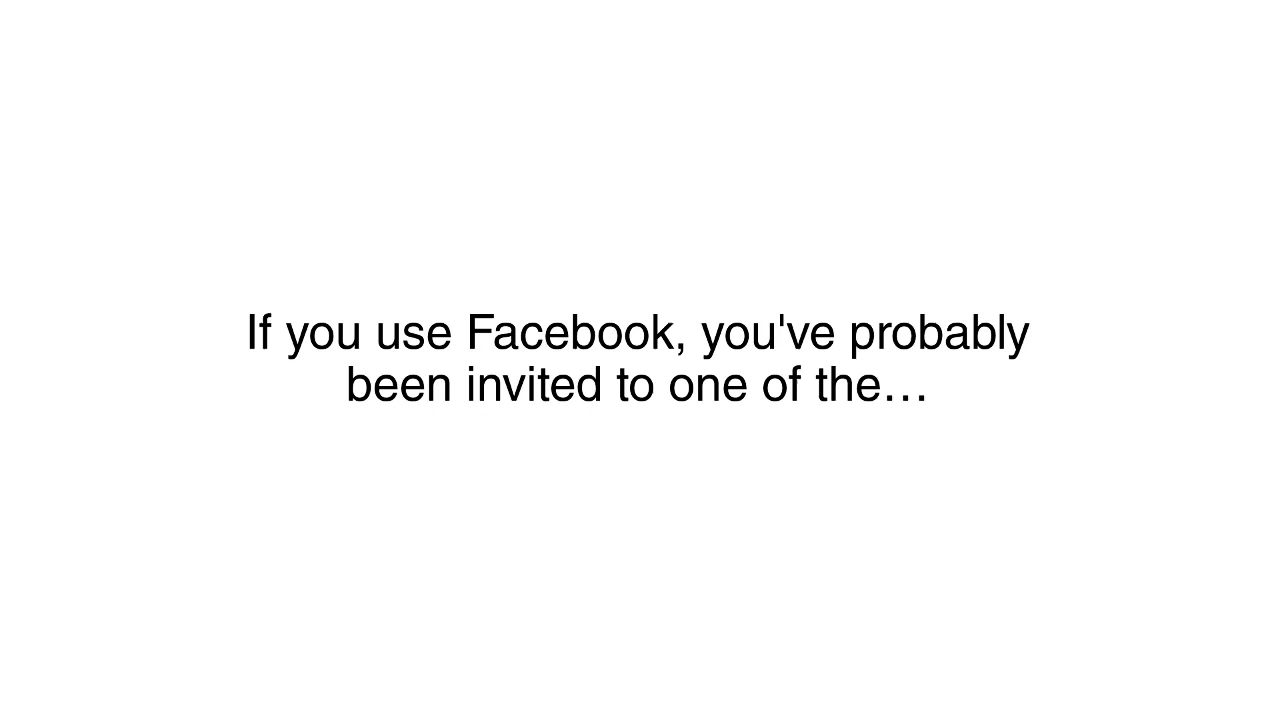 If you use Facebook, you've probably
been invited to one of the…